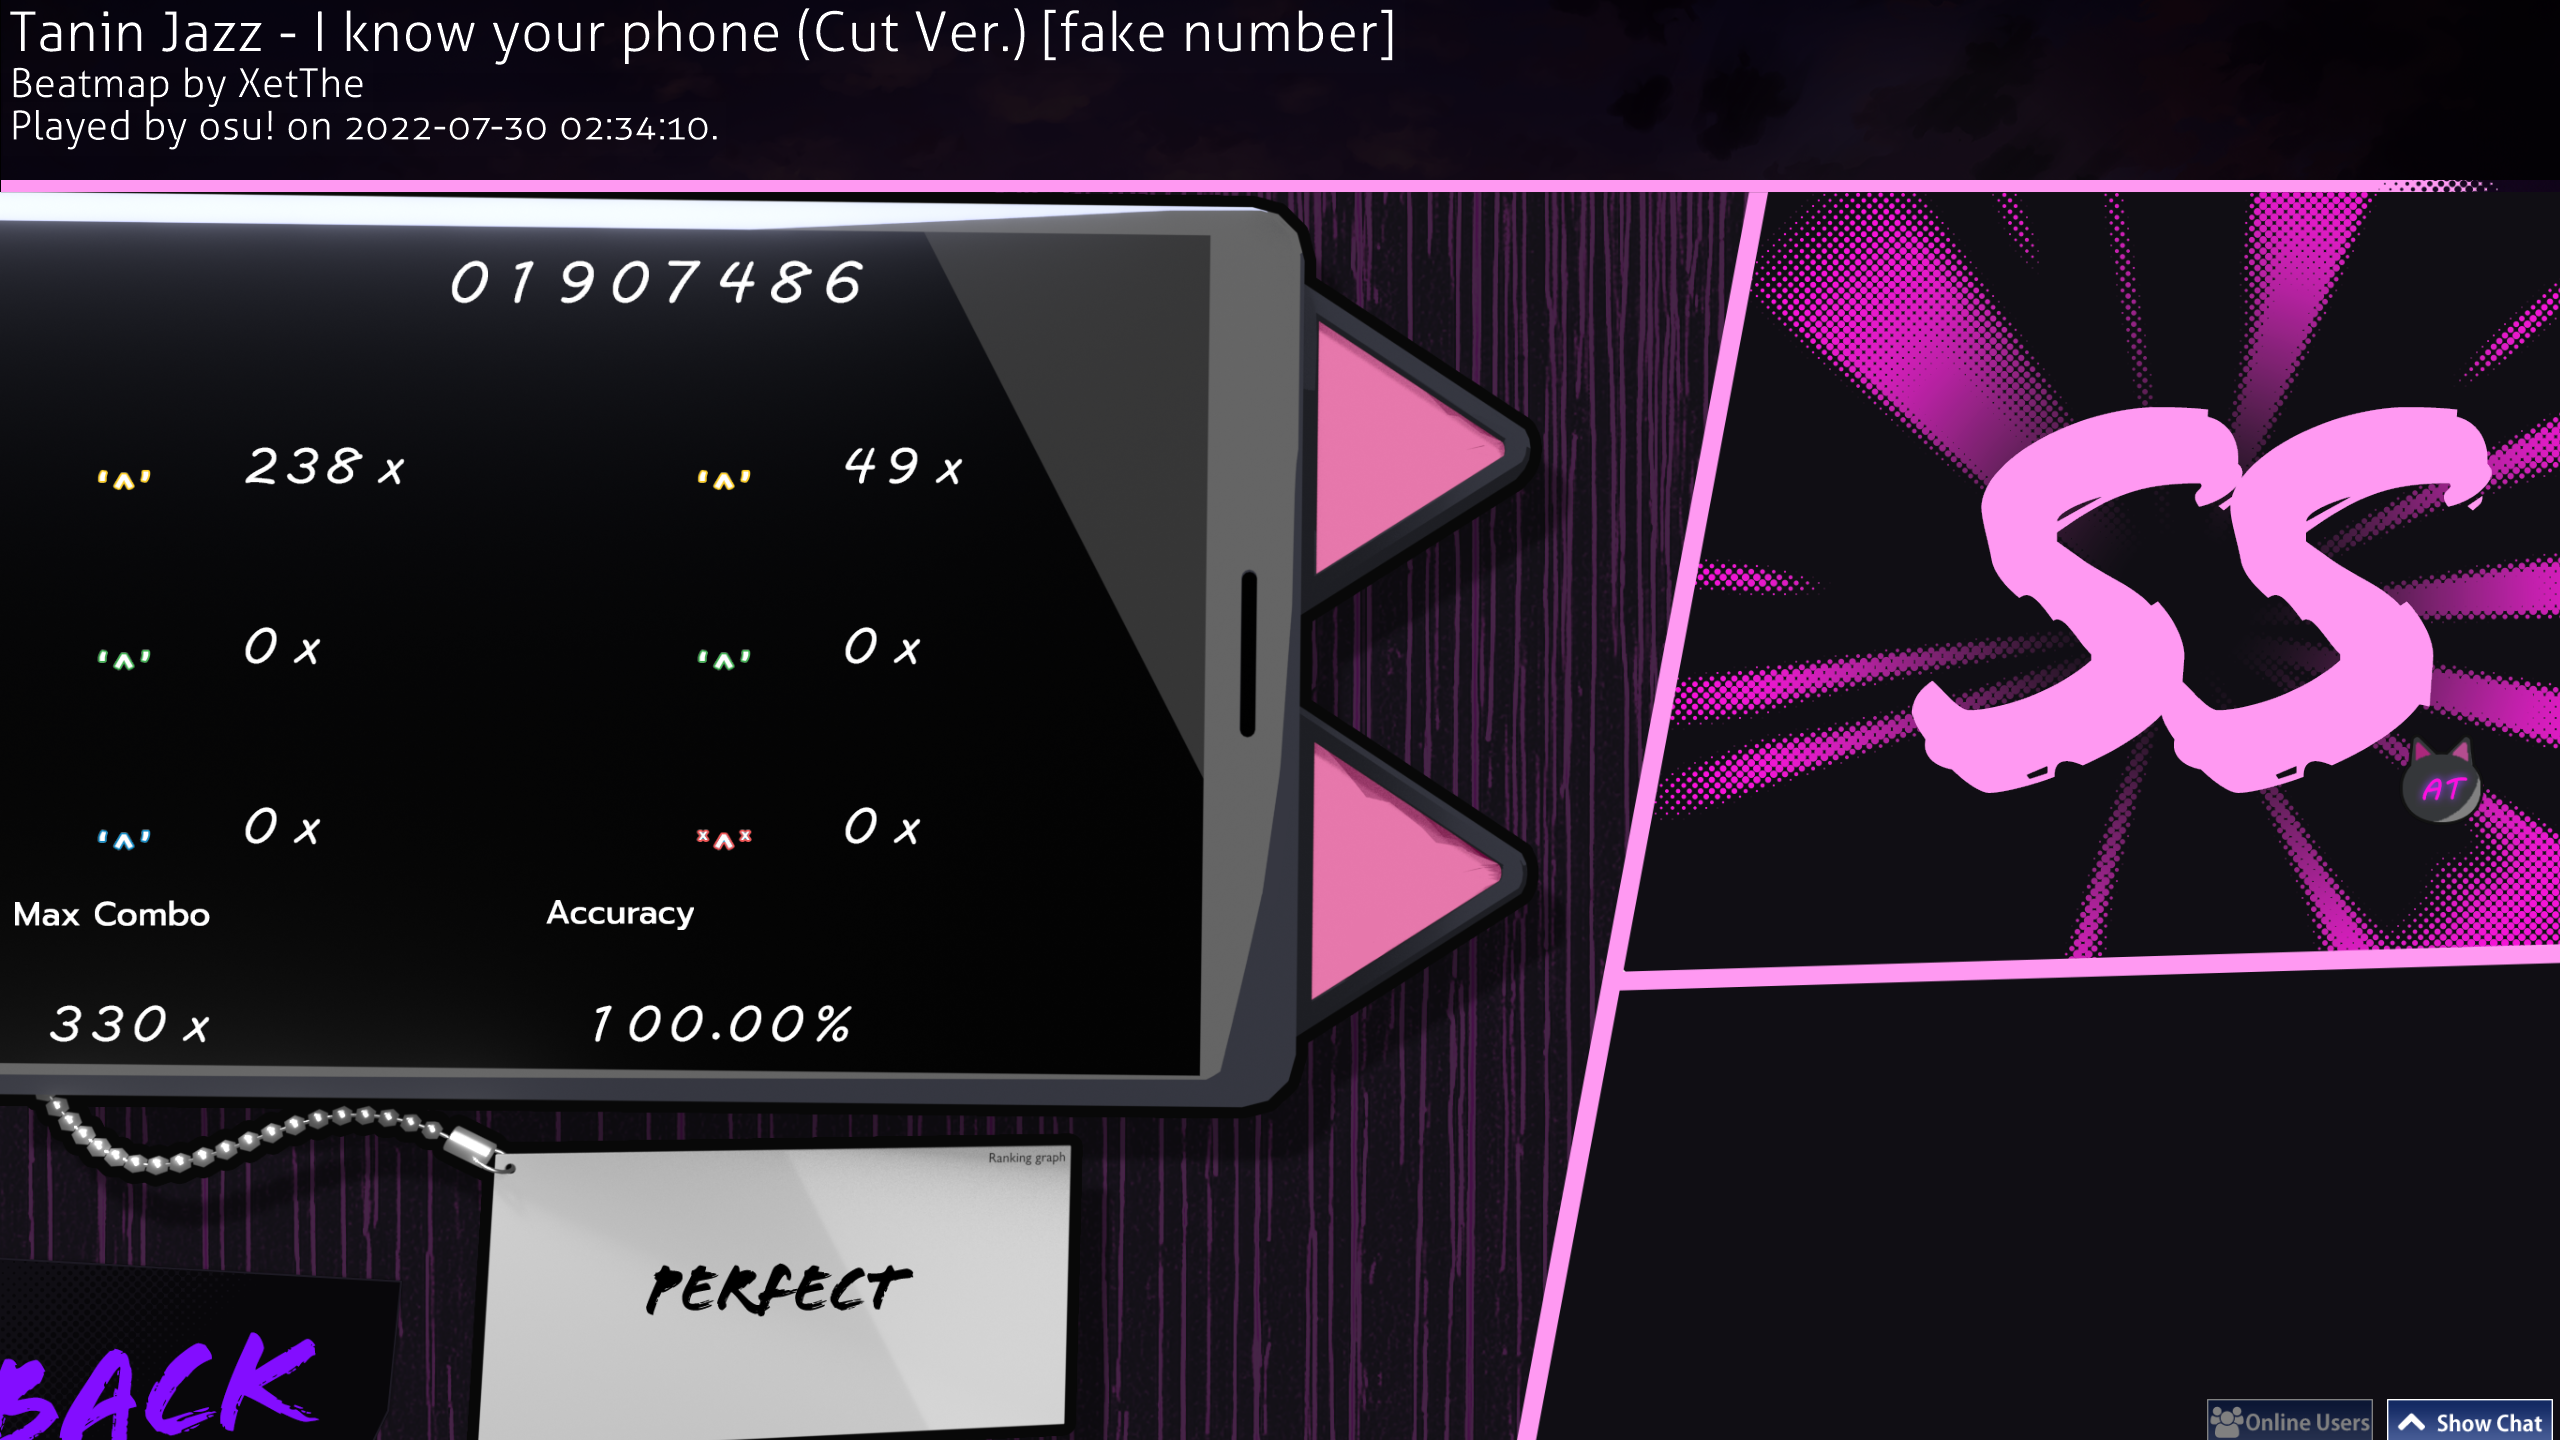 Tanin Jazz - I know your phone (Cut Ver.) [fake number]
Beatmap by XetThe
Played by osu! on 2022-07-30 02:34:10.
01907486
238x 49x
0x 0x
0x 0x
Max Combo Accuracy
330x 100.00%
SS
AT
Ranking graph
PERFECT
BACK
Online Users Show Chat